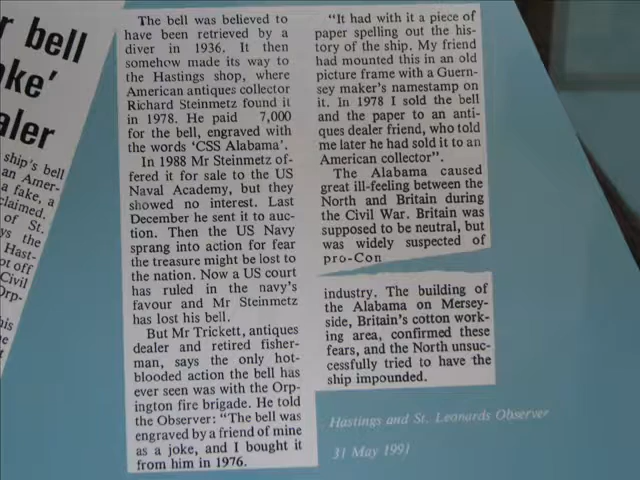 r bell
ake'
aler
ship's bell
an Amer-
a fake, a
claimed.
of St.
ys the
Hast-
pt off
Civil
Orp-
his
The bell was believed to
have been retrieved by a
diver in 1936. It then
somehow made its way to
the Hastings shop, where
American antiques collector
Richard Steinmetz found it
in 1978. He paid 7,000
for the bell, engraved with
the words 'CSS Alabama'.
In 1988 Mr Steinmetz of-
fered it for sale to the US
Naval Academy, but they
showed no interest. Last
December he sent it to auc-
tion. Then the US Navy
sprang into action for fear
the treasure might be lost to
the nation. Now a US court
has ruled in the navy's
favour and Mr Steinmetz
has lost his bell.
But Mr Trickett, antiques
dealer and retired fisher-
man, says the only hot-
blooded action the bell has
ever seen was with the Orp-
ington fire brigade. He told
the Observer: "The bell was
engraved by a friend of mine
as a joke, and I bought it
from him in 1976.
"It had with it a piece of
paper spelling out the his-
tory of the ship. My friend
had mounted this in an old
picture frame with a Guern-
sey maker's namestamp on
it. In 1978 I sold the bell
and the paper to an anti-
ques dealer friend, who told
me later he had sold it to an
American collector".
The Alabama caused
great ill-feeling between the
North and Britain during
the Civil War. Britain was
supposed to be neutral, but
was widely suspected of
pro-Con
industry. The building of
the Alabama on Mersey-
side, Britain's cotton work-
ing area, confirmed these
fears, and the North unsuc-
cessfully tried to have the
ship impounded.
Hastings and St. Leonards Observer
31 May 1991